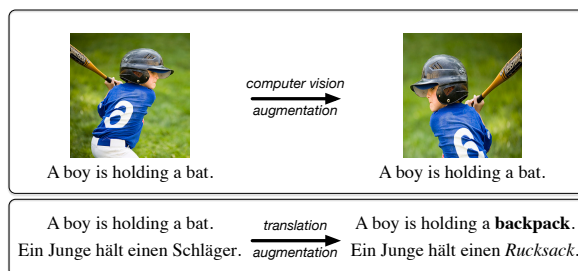 computer vision
augmentation
6
A boy is holding a bat.
A boy is holding a bat.
A boy is holding a bat.
Ein Junge hält einen Schläger.
translation
augmentation
A boy is holding a backpack.
Ein Junge hält einen Rucksack.